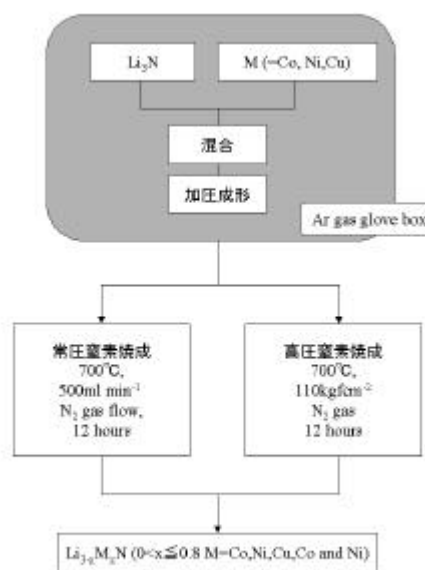 Li₃N
M (=Co, Ni,Cu)
混合
加圧成形
Ar gas glove box
常圧窒素焼成
700℃,
500ml min⁻¹
N₂ gas flow,
12 hours
高圧窒素焼成
700℃,
110kgfcm⁻²
N₂ gas
12 hours
Li₃₋ₓMₓN (0<x≦0.8 M=Co,Ni,Cu,Co and Ni)